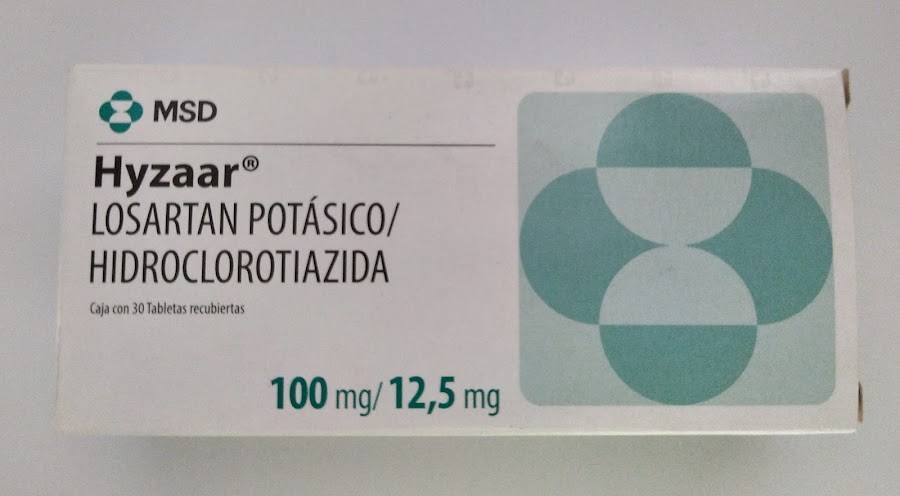 MSD
Hyzaar®
LOSARTAN POTÁSICO/
HIDROCLOROTIAZIDA
Caja con 30 Tabletas recubiertas
100 mg/ 12,5 mg